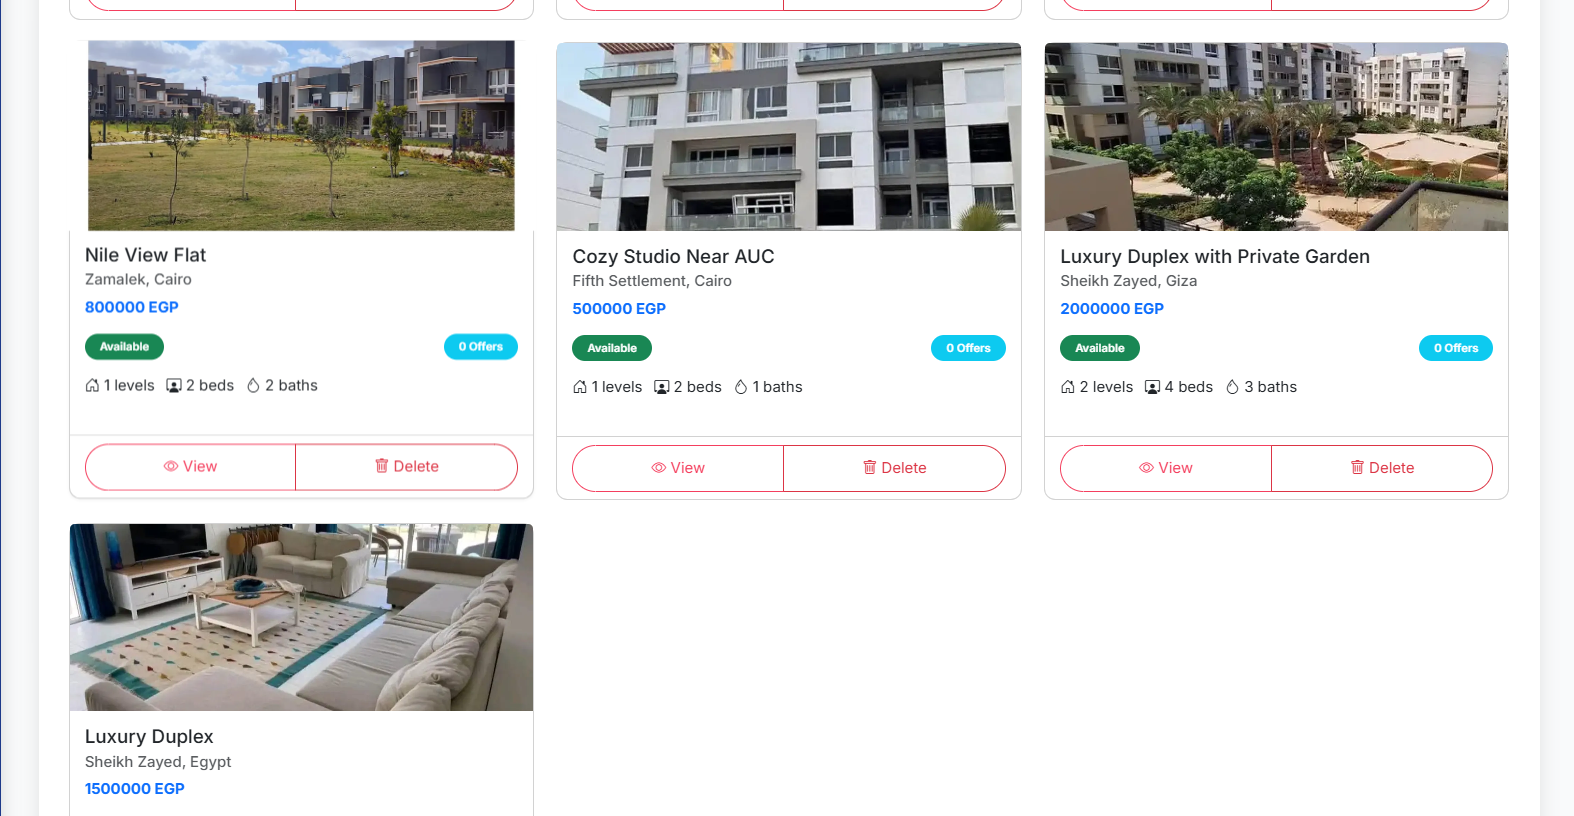 Nile View Flat
Zamalek, Cairo
800000 EGP
Available
0 Offers
1 levels 2 beds 2 baths
View
Delete
Cozy Studio Near AUC
Fifth Settlement, Cairo
500000 EGP
Available
0 Offers
1 levels 2 beds 1 baths
View
Delete
Luxury Duplex with Private Garden
Sheikh Zayed, Giza
2000000 EGP
Available
0 Offers
2 levels 4 beds 3 baths
View
Delete
Luxury Duplex
Sheikh Zayed, Egypt
1500000 EGP